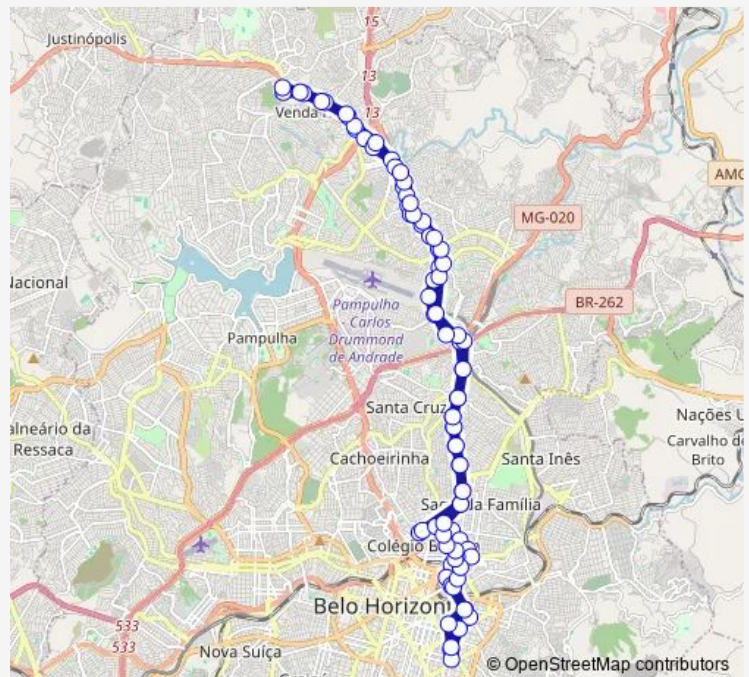 15
Justinópolis
13
13
Venda
AMG
MG-020
Nacional
BR-262
Pampulha
- Carlos
Drummond
de Andrade
Pampulha
Santa Cruz
Nações U
alneário da
Ressaca
Carvalho de
Brito
Cachoeirinha
Santa Inês
Família
Colégio B
Belo Horizon
533
533
Nova Suíça
© OpenStreetMap contributors